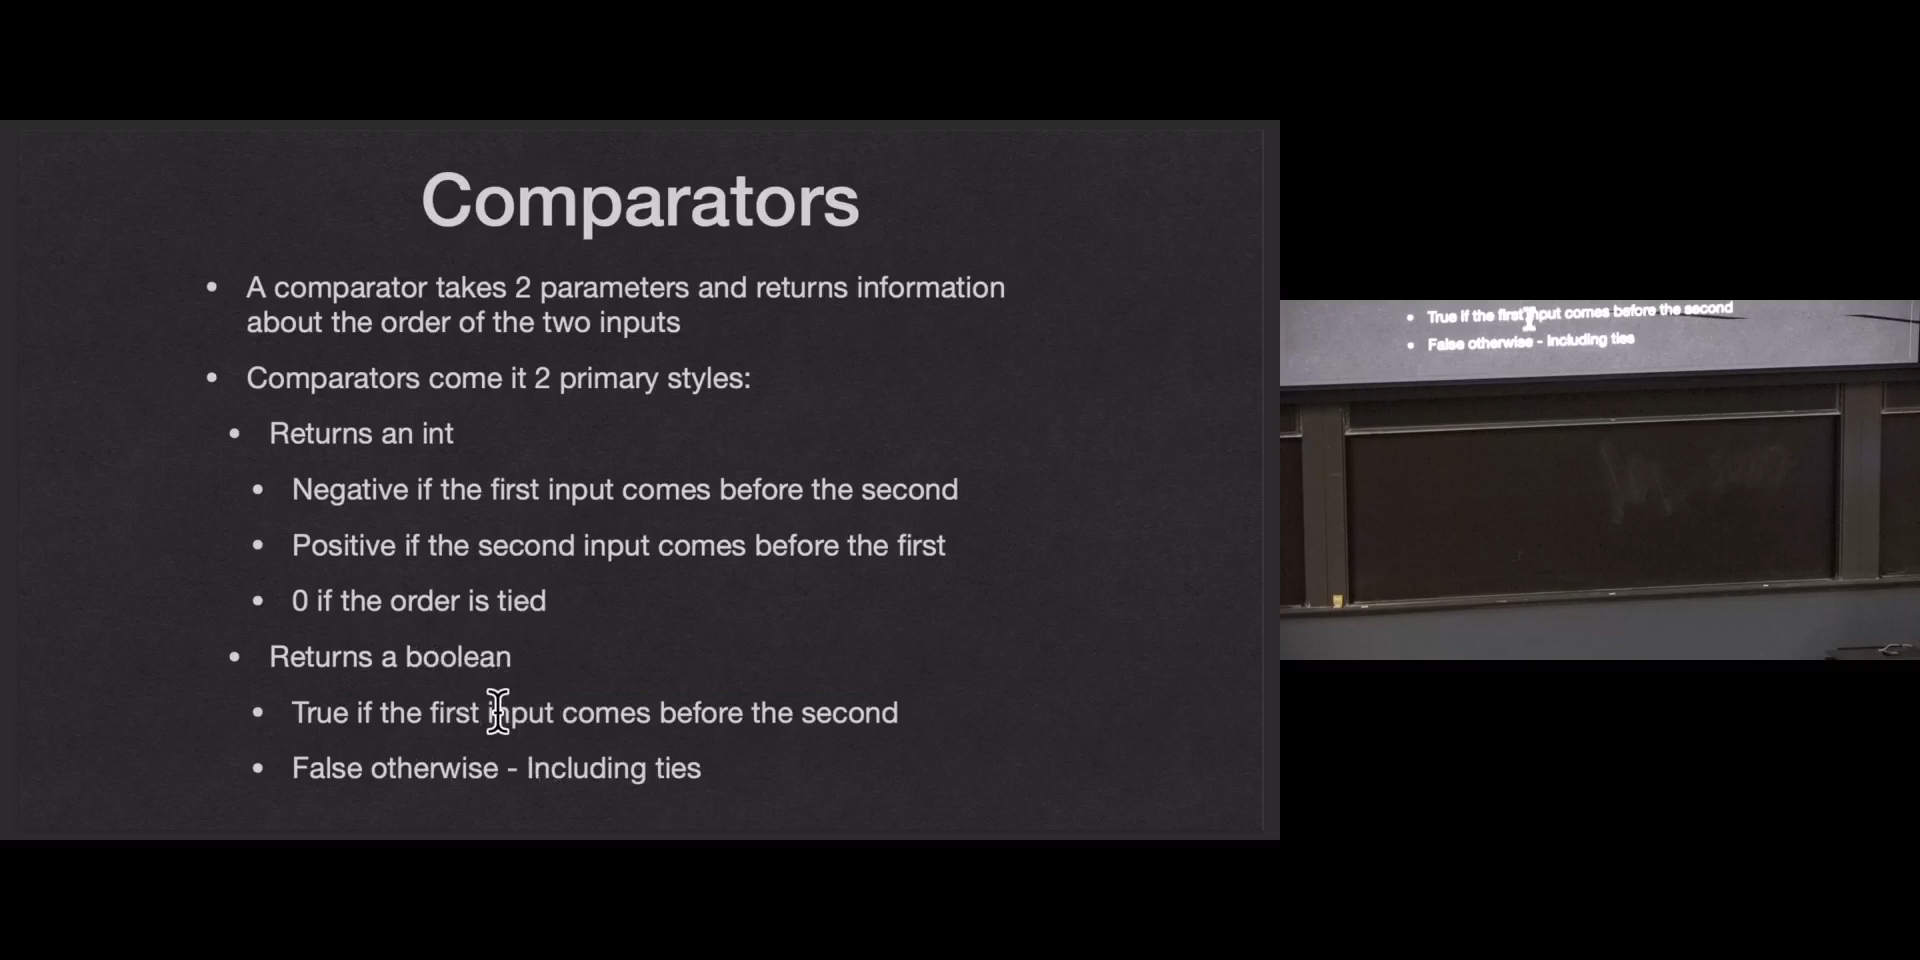 Comparators
• A comparator takes 2 parameters and returns information
about the order of the two inputs
• Comparators come it 2 primary styles:
• Returns an int
• Negative if the first input comes before the second
• Positive if the second input comes before the first
• 0 if the order is tied
• Returns a boolean
• True if the first input comes before the second
• False otherwise - Including ties
• True if the first input comes before the second
• False otherwise - Including ties